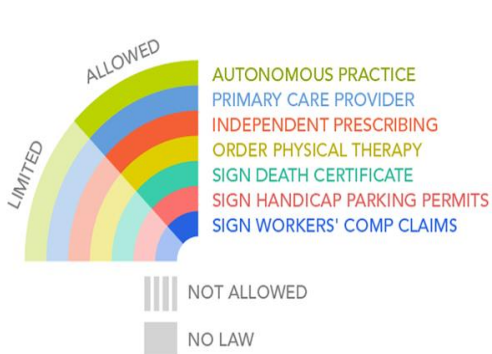 ALLOWED
LIMITED
AUTONOMOUS PRACTICE
PRIMARY CARE PROVIDER
INDEPENDENT PRESCRIBING
ORDER PHYSICAL THERAPY
SIGN DEATH CERTIFICATE
SIGN HANDICAP PARKING PERMITS
SIGN WORKERS' COMP CLAIMS
NOT ALLOWED
NO LAW